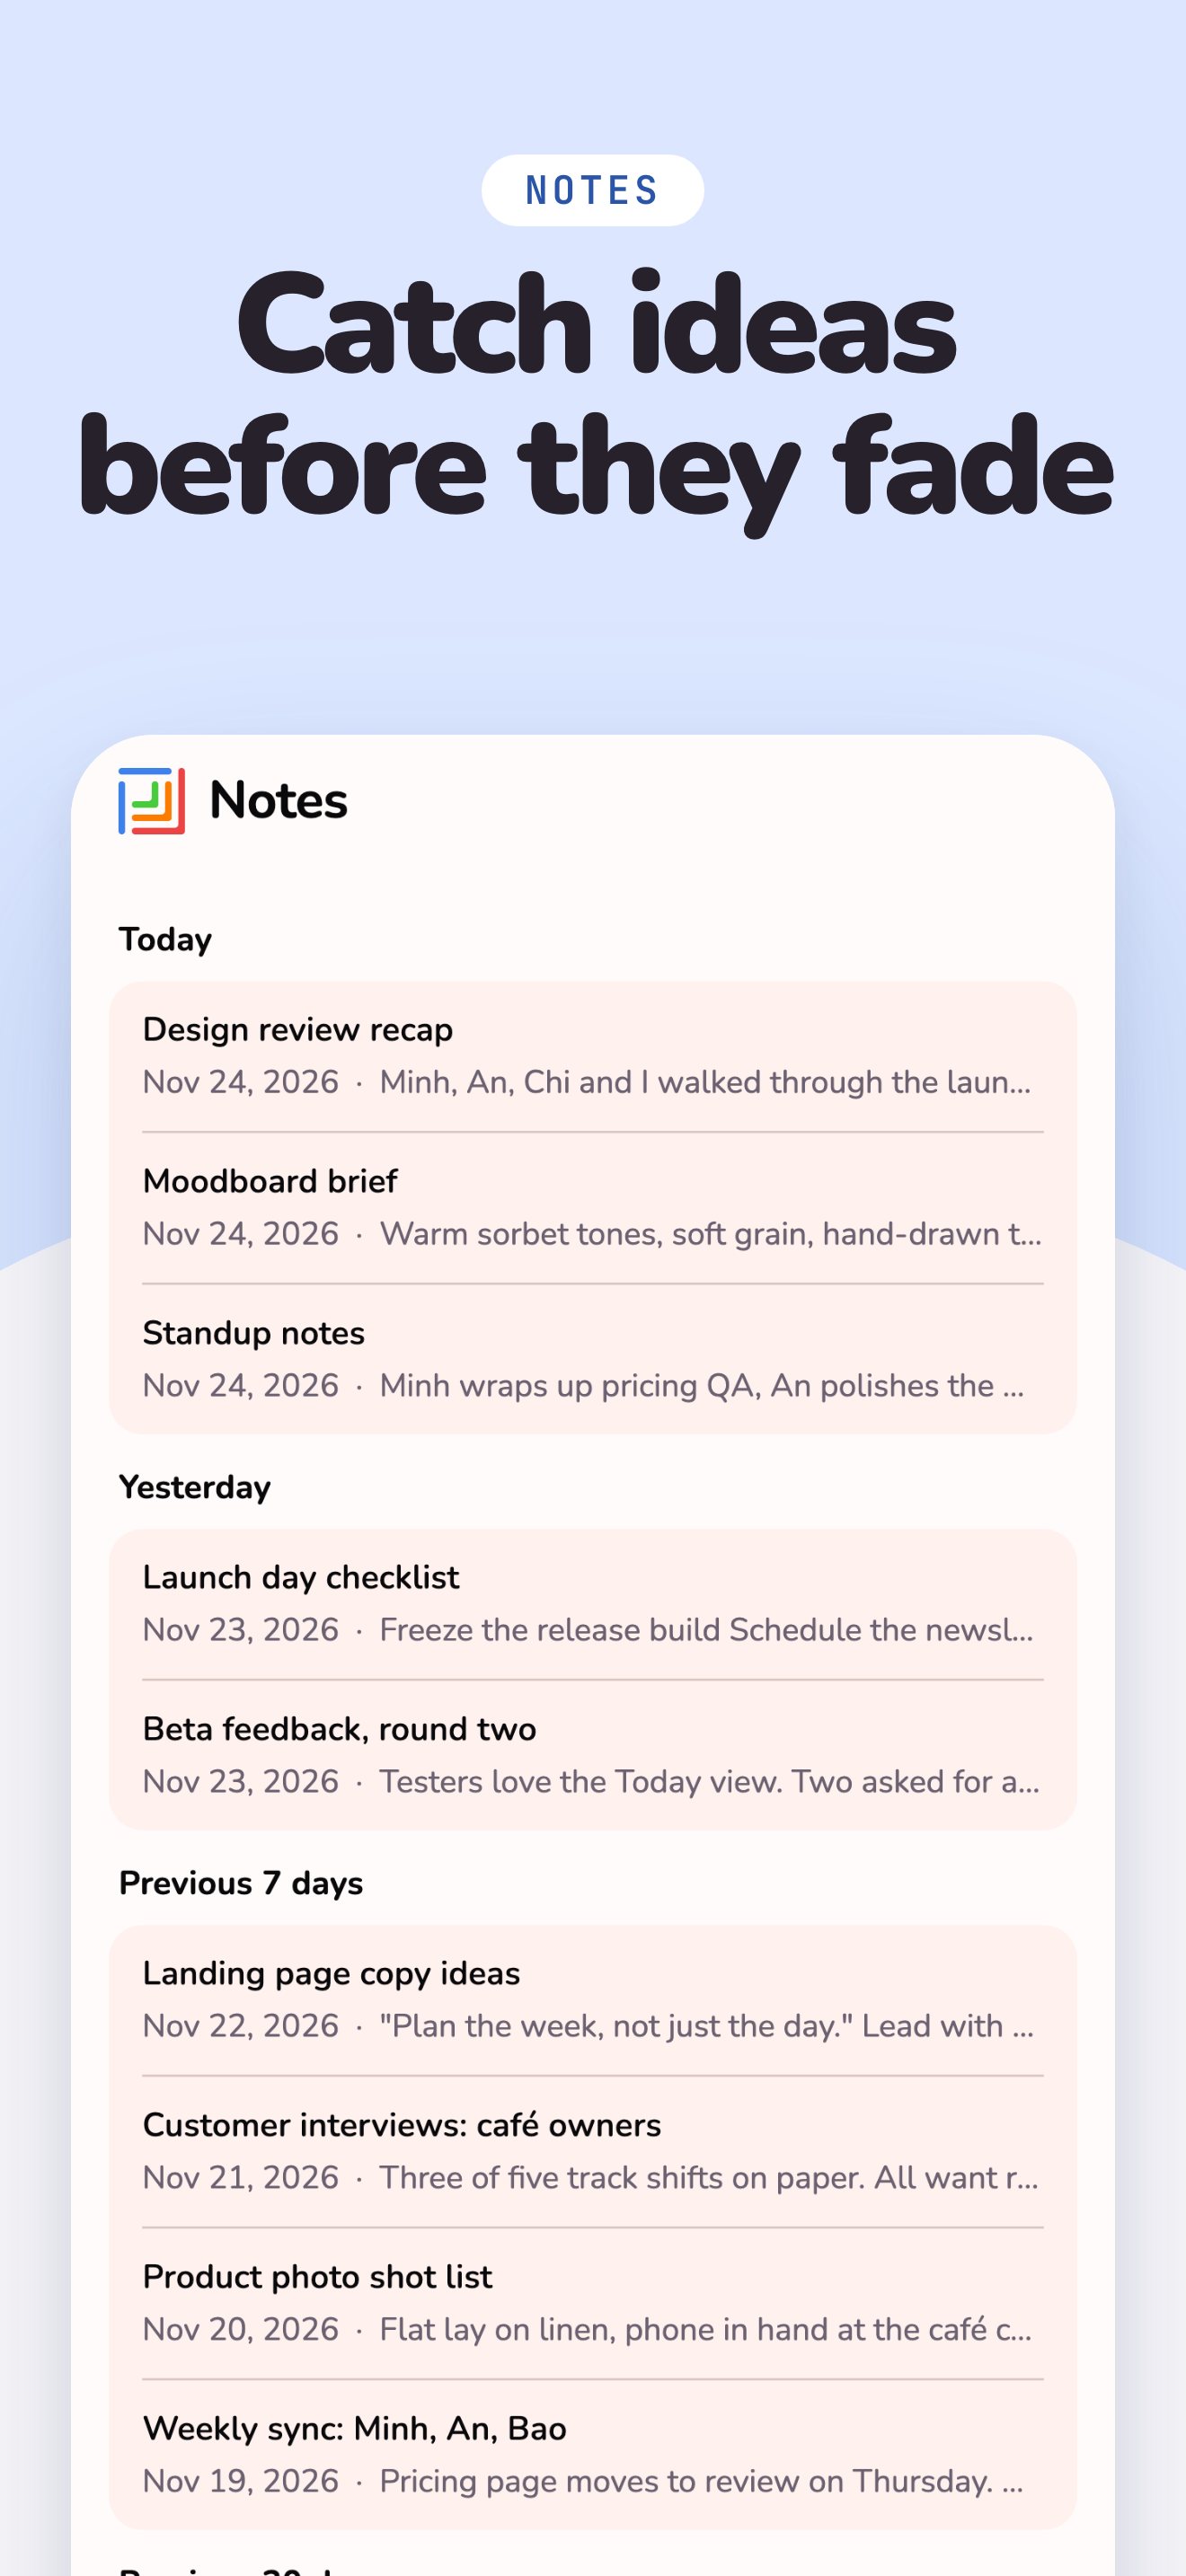 NOTES
Catch ideas
before they fade
Notes
Today
Design review recap
Nov 24, 2026 · Minh, An, Chi and I walked through the laun...
Moodboard brief
Nov 24, 2026 · Warm sorbet tones, soft grain, hand-drawn t...
Standup notes
Nov 24, 2026 · Minh wraps up pricing QA, An polishes the ...
Yesterday
Launch day checklist
Nov 23, 2026 · Freeze the release build Schedule the newsl...
Beta feedback, round two
Nov 23, 2026 · Testers love the Today view. Two asked for a...
Previous 7 days
Landing page copy ideas
Nov 22, 2026 · "Plan the week, not just the day." Lead with ...
Customer interviews: café owners
Nov 21, 2026 · Three of five track shifts on paper. All want r...
Product photo shot list
Nov 20, 2026 · Flat lay on linen, phone in hand at the café c...
Weekly sync: Minh, An, Bao
Nov 19, 2026 · Pricing page moves to review on Thursday. ...